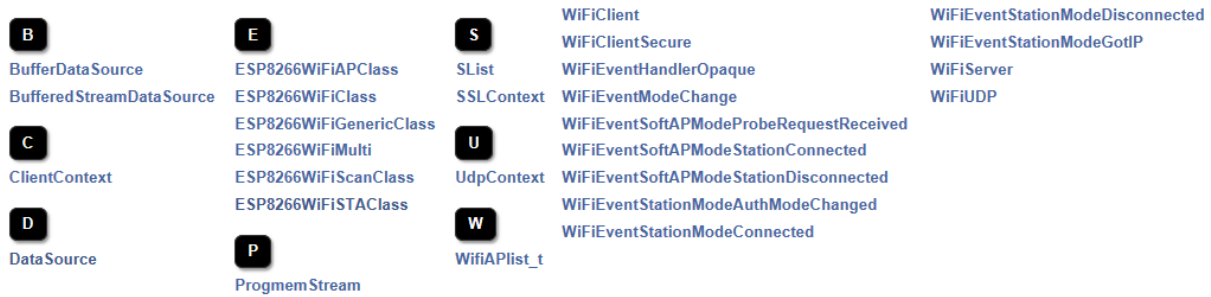 B
BufferDataSource
BufferedStreamDataSource
C
ClientContext
D
DataSource
E
ESP8266WiFiAPClass
ESP8266WiFiClass
ESP8266WiFiGenericClass
ESP8266WiFiMulti
ESP8266WiFiScanClass
ESP8266WiFiSTAClass
P
ProgmemStream
S
SList
SSLContext
U
UdpContext
W
WifiAPlist_t
WiFiClient
WiFiClientSecure
WiFiEventHandlerOpaque
WiFiEventModeChange
WiFiEventSoftAPModeProbeRequestReceived
WiFiEventSoftAPModeStationConnected
WiFiEventSoftAPModeStationDisconnected
WiFiEventStationModeAuthModeChanged
WiFiEventStationModeConnected
WiFiEventStationModeDisconnected
WiFiEventStationModeGotIP
WiFiServer
WiFiUDP